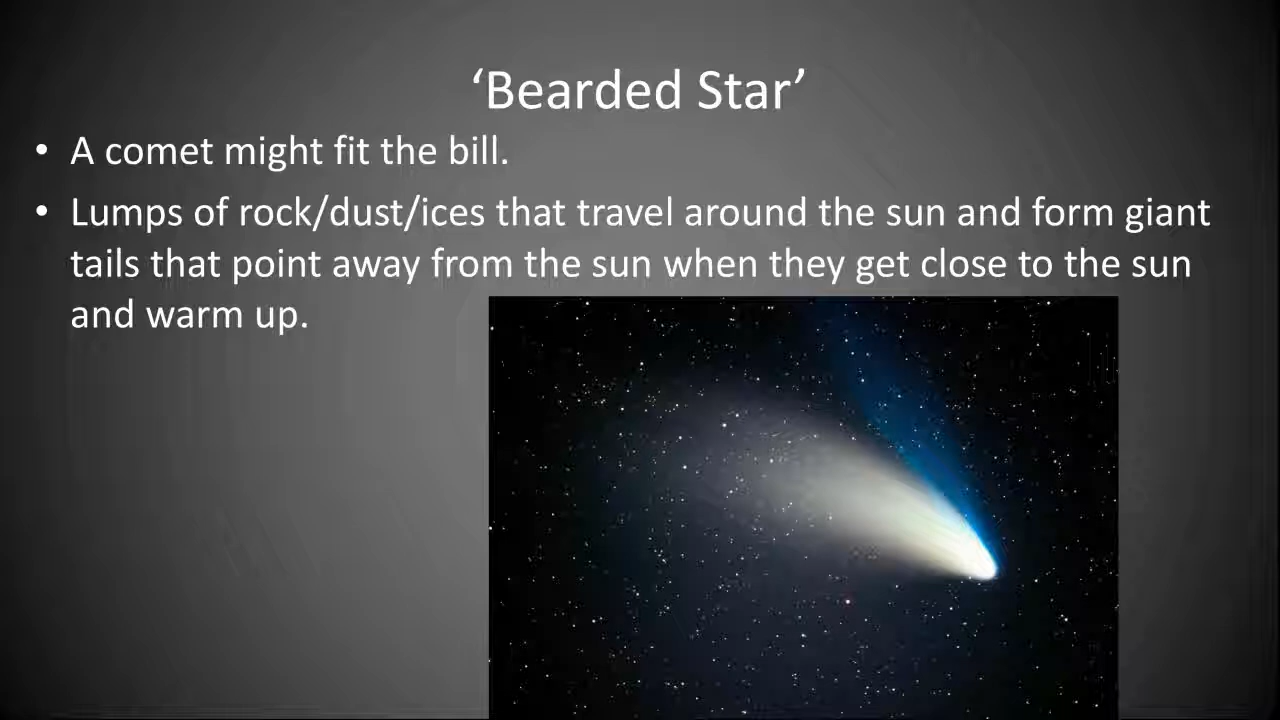 ‘Bearded Star’
• A comet might fit the bill.
• Lumps of rock/dust/ices that travel around the sun and form giant
tails that point away from the sun when they get close to the sun
and warm up.